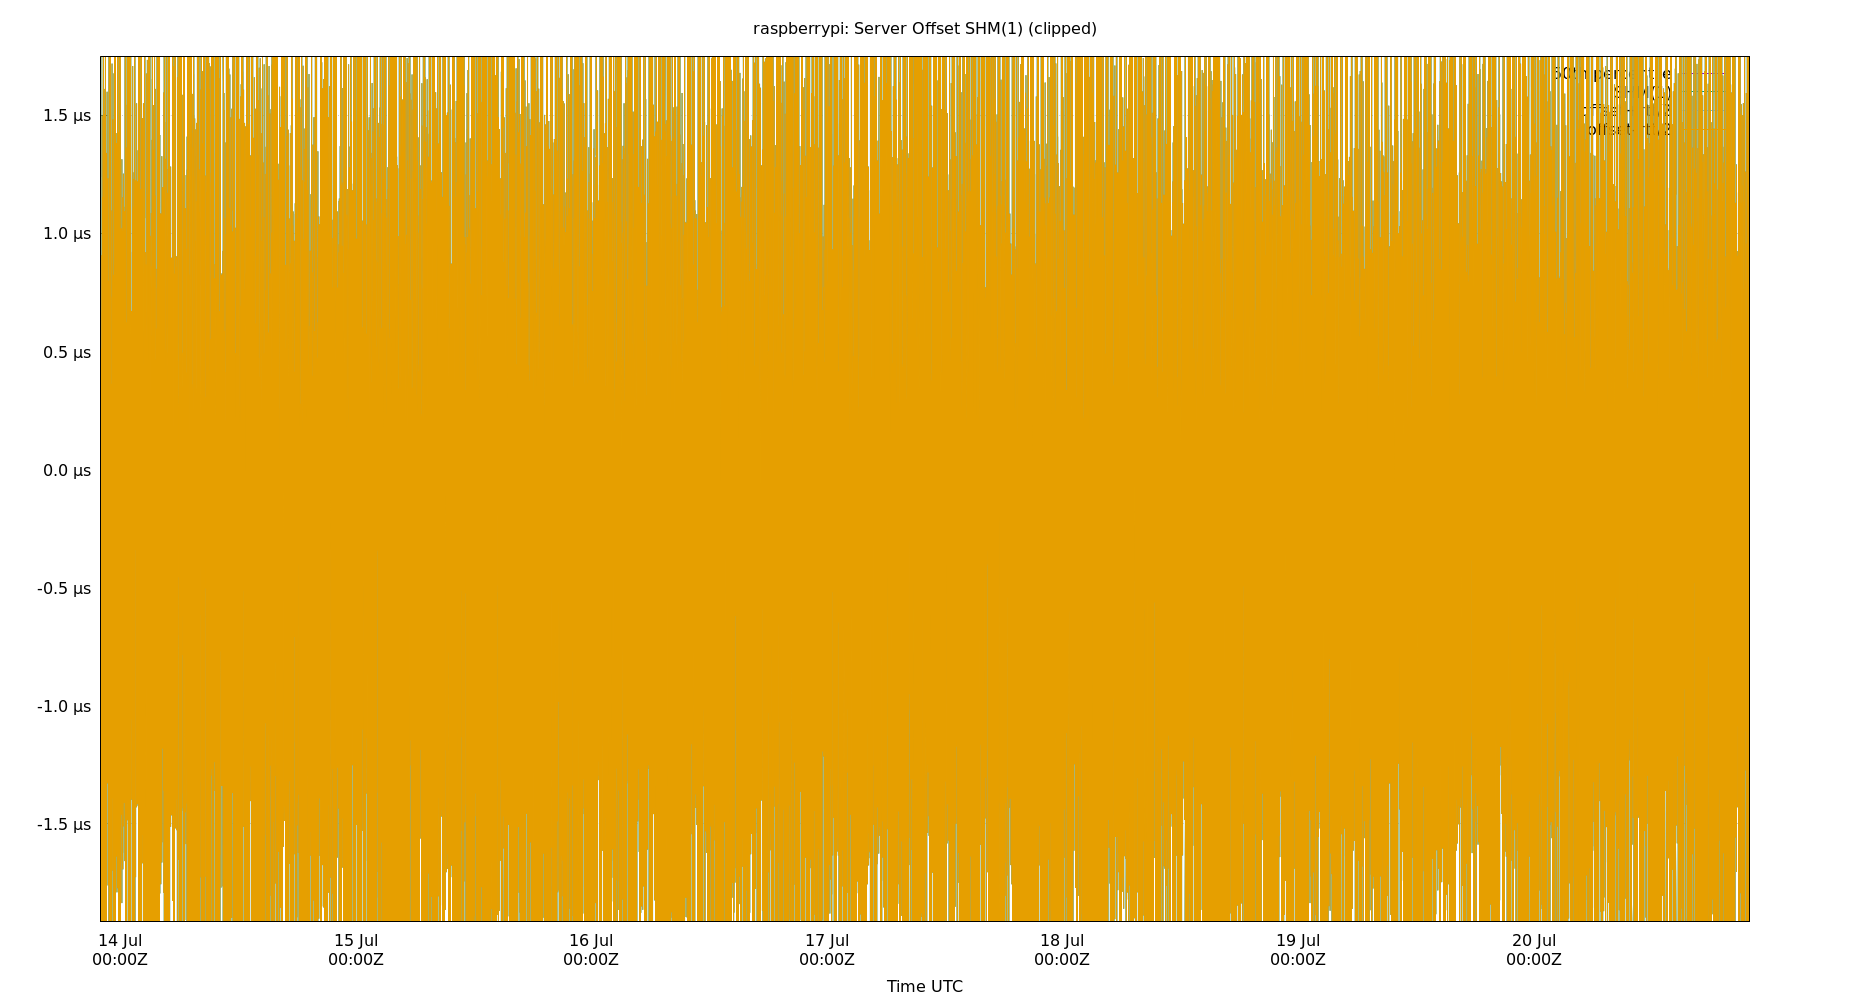 raspberrypi: Server Offset SHM(1) (clipped)
1.5 µs
1.0 µs
0.5 µs
0.0 µs
-0.5 µs
-1.0 µs
-1.5 µs
14 Jul
00:00Z
15 Jul
00:00Z
16 Jul
00:00Z
17 Jul
00:00Z
18 Jul
00:00Z
19 Jul
00:00Z
20 Jul
00:00Z
Time UTC